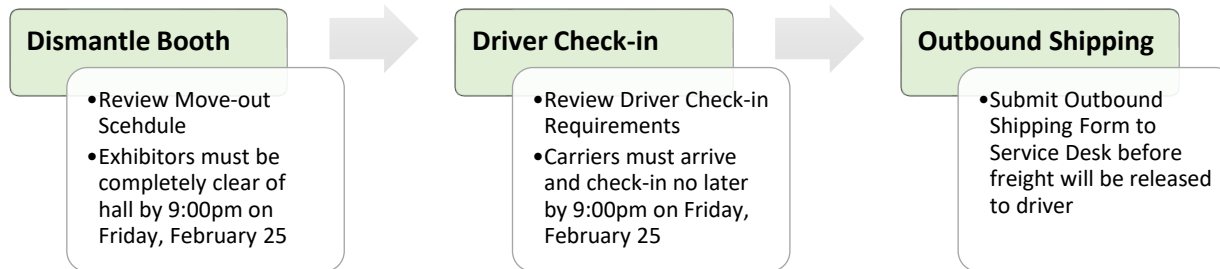 Dismantle Booth
•Review Move-out
Scehdule
•Exhibitors must be
completely clear of
hall by 9:00pm on
Friday, February 25
Driver Check-in
•Review Driver Check-in
Requirements
•Carriers must arrive
and check-in no later
by 9:00pm on Friday,
February 25
Outbound Shipping
•Submit Outbound
Shipping Form to
Service Desk before
freight will be released
to driver